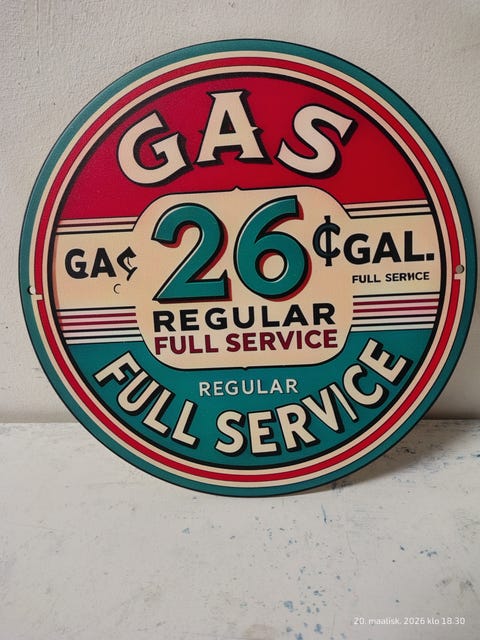 GAS
GA¢
26¢ GAL.
FULL SERVICE
REGULAR
FULL SERVICE
REGULAR
FULL SERVICE
20. maalisk. 2026 klo 18.30